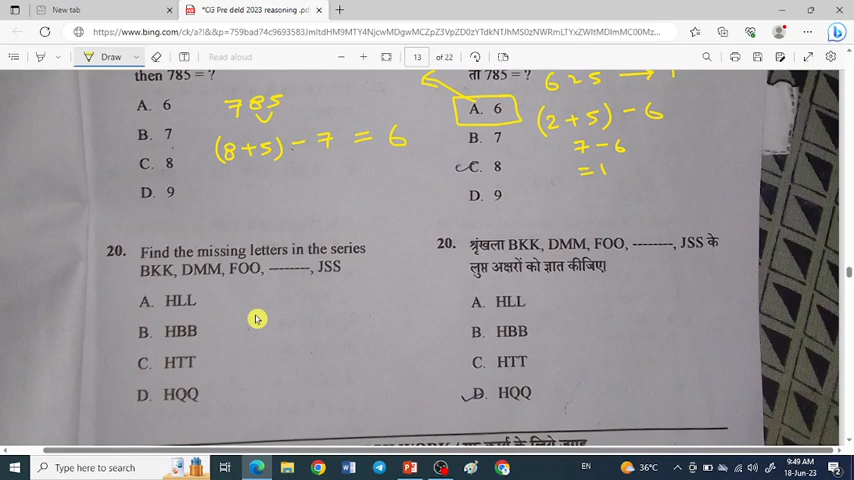 New tab
*CG Pre deld 2023 reasoning .pd
https://www.bing.com/ck/a?!&&p=759bad74c9693583JmltdHM9MTY4NjcwMDgwMCZpZ3VpZD0zYTZkNTJhMS0zNWRmLTYxZWItMDlmMC00Mz...
Draw
Read aloud
13 of 22
then 785 = ?
A. 6
B. 7
C. 8
D. 9
785
(8+5) - 7 = 6
तो 785 = ?
A. 6
B. 7
C. 8
D. 9
625 → 1
(2+5) - 6
7 - 6
= 1
20. Find the missing letters in the series
BKK, DMM, FOO, --------, JSS
A. HLL
B. HBB
C. HTT
D. HQQ
20. श्रृंखला BKK, DMM, FOO, --------, JSS के
लुप्त अक्षरों को ज्ञात कीजिए।
A. HLL
B. HBB
C. HTT
D. HQQ
Type here to search
36°C
EN
9:49 AM
18-Jun-23
2